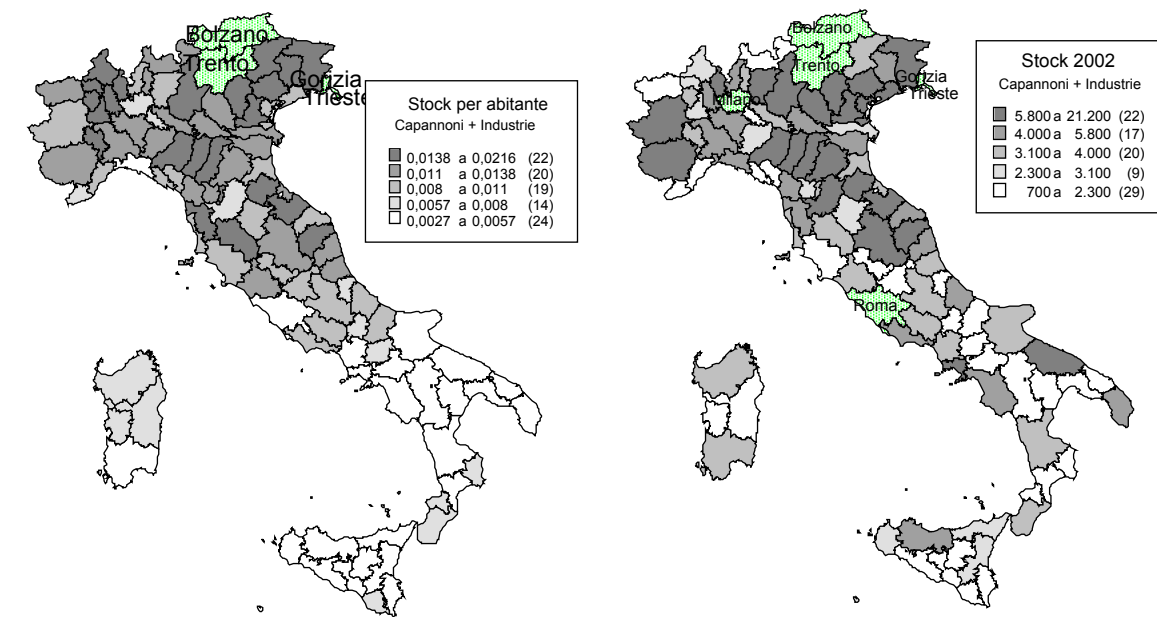 Bolzano
Trento
Gorizia
Trieste
Stock per abitante
Capannoni + Industrie
0,0138 a 0,0216 (22)
0,011 a 0,0138 (20)
0,008 a 0,011 (19)
0,0057 a 0,008 (14)
0,0027 a 0,0057 (24)
Bolzano
Trento
Gorizia
Trieste
Milano
Roma
Stock 2002
Capannoni + Industrie
5.800 a 21.200 (22)
4.000 a 5.800 (17)
3.100 a 4.000 (20)
2.300 a 3.100 (9)
700 a 2.300 (29)